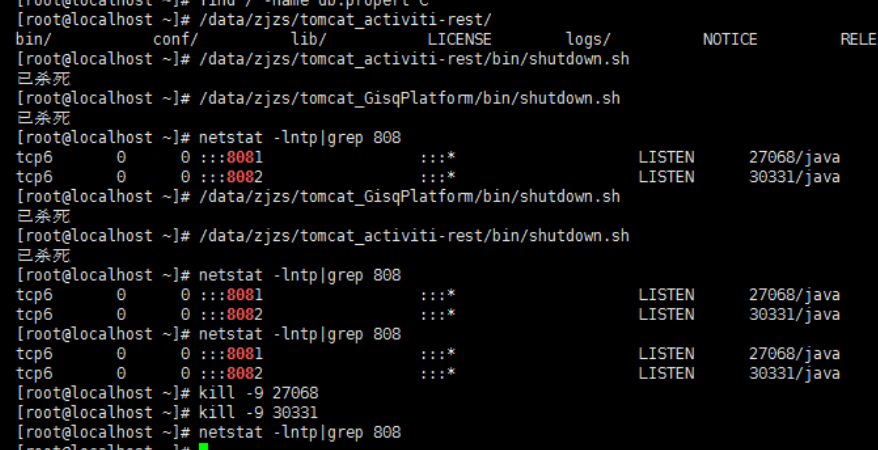 [root@localhost ~]# find / -name db.propert^C
[root@localhost ~]# /data/zjzs/tomcat_activiti-rest/
bin/ conf/ lib/ LICENSE logs/ NOTICE RELE
[root@localhost ~]# /data/zjzs/tomcat_activiti-rest/bin/shutdown.sh
已杀死
[root@localhost ~]# /data/zjzs/tomcat_GisqPlatform/bin/shutdown.sh
已杀死
[root@localhost ~]# netstat -lntp|grep 808
tcp6 0 0 :::8081 :::* LISTEN 27068/java
tcp6 0 0 :::8082 :::* LISTEN 30331/java
[root@localhost ~]# /data/zjzs/tomcat_GisqPlatform/bin/shutdown.sh
已杀死
[root@localhost ~]# /data/zjzs/tomcat_activiti-rest/bin/shutdown.sh
已杀死
[root@localhost ~]# netstat -lntp|grep 808
tcp6 0 0 :::8081 :::* LISTEN 27068/java
tcp6 0 0 :::8082 :::* LISTEN 30331/java
[root@localhost ~]# netstat -lntp|grep 808
tcp6 0 0 :::8081 :::* LISTEN 27068/java
tcp6 0 0 :::8082 :::* LISTEN 30331/java
[root@localhost ~]# kill -9 27068
[root@localhost ~]# kill -9 30331
[root@localhost ~]# netstat -lntp|grep 808
[root@localhost ~]#